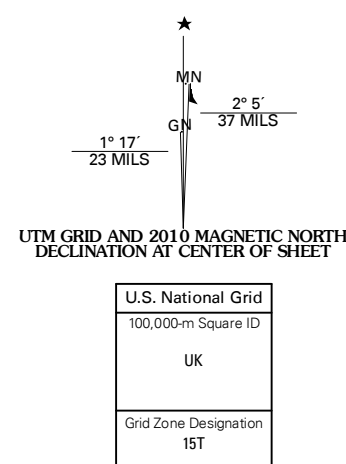 MN
GN
2° 5´
37 MILS
1° 17´
23 MILS
UTM GRID AND 2010 MAGNETIC NORTH
DECLINATION AT CENTER OF SHEET
U.S. National Grid
100,000-m Square ID
UK
Grid Zone Designation
15T